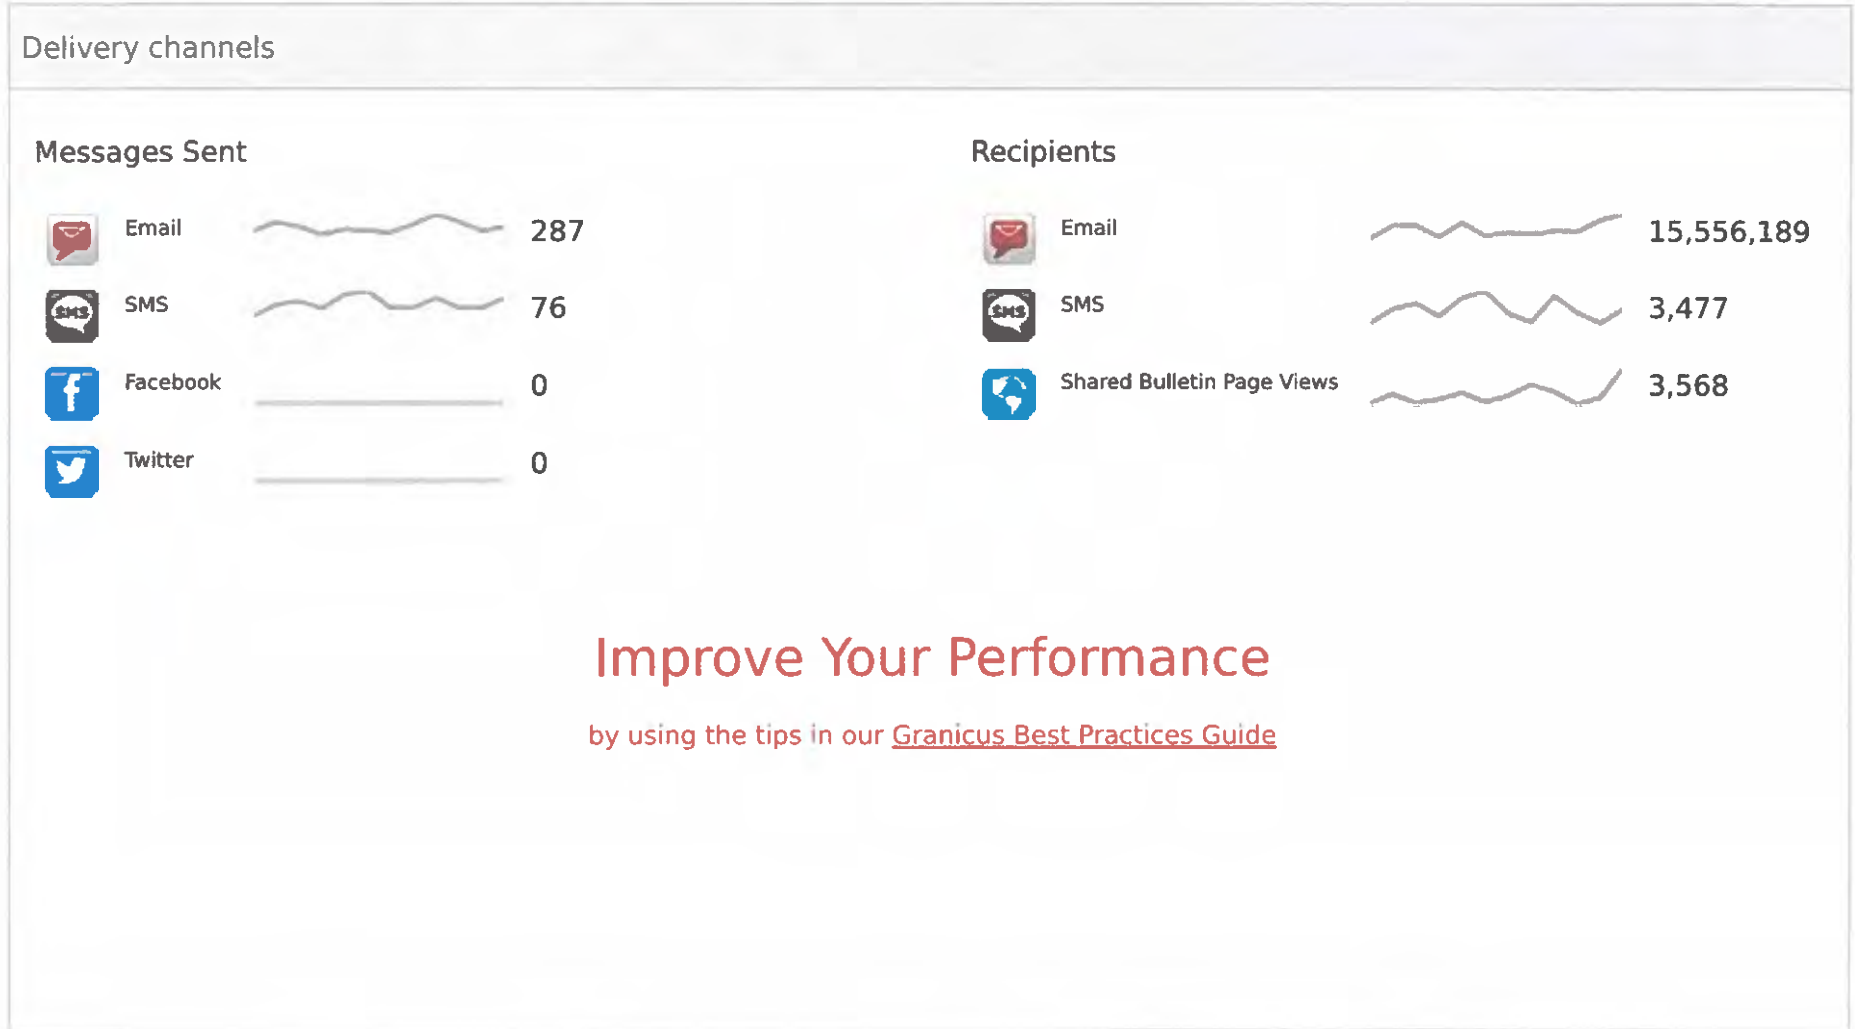 Delivery channels
Messages Sent
Email 287
SMS SMS 76
Facebook 0
Twitter 0
Recipients
Email 15,556,189
SMS SMS 3,477
Shared Bulletin Page Views 3,568
Improve Your Performance
by using the tips in our Granicus Best Practices Guide